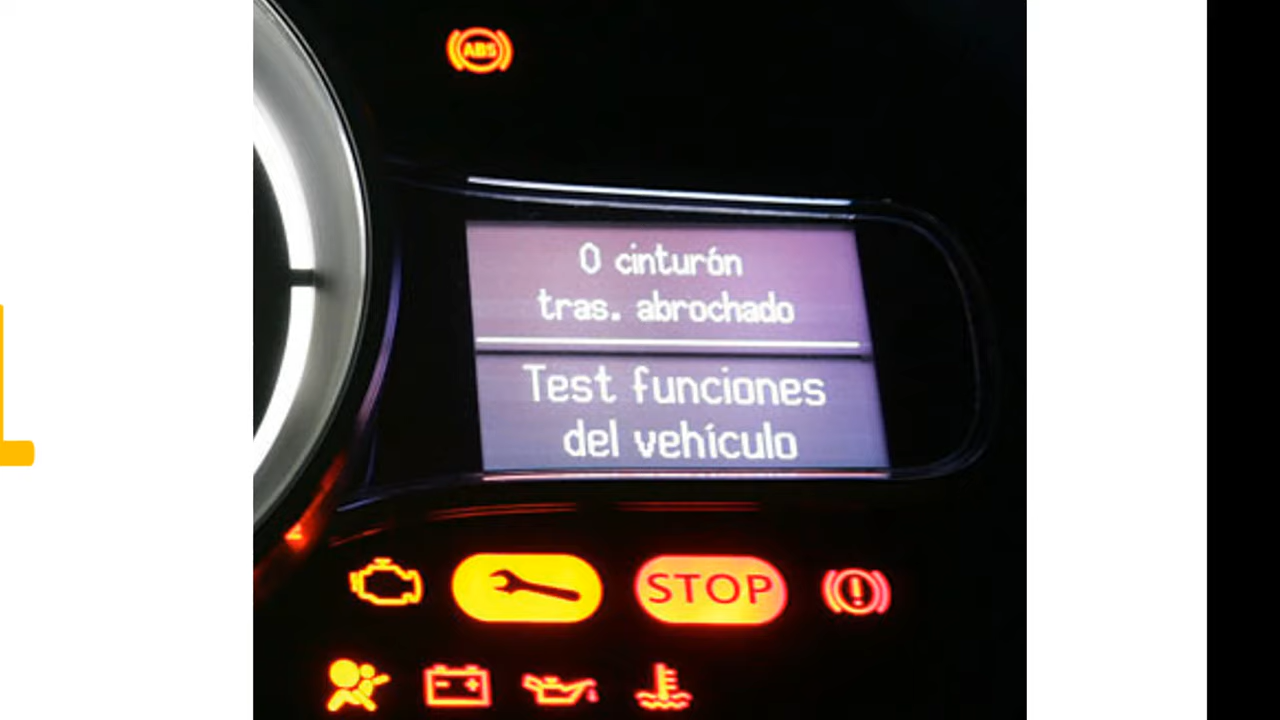 ABS
0 cinturón
tras. abrochado
Test funciones
del vehículo
STOP